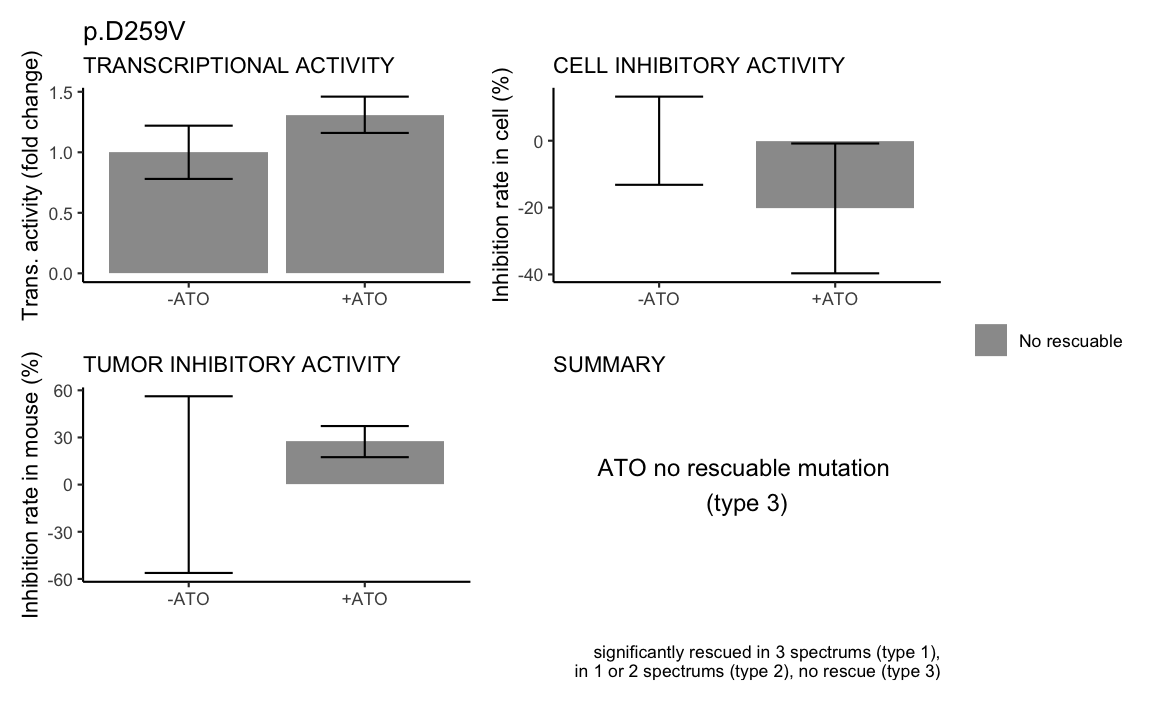 p.D259V
TRANSCRIPTIONAL ACTIVITY
Trans. activity (fold change)
1.5
1.0
0.5
0.0
-ATO
+ATO
CELL INHIBITORY ACTIVITY
Inhibition rate in cell (%)
0
-20
-40
-ATO
+ATO
No rescuable
TUMOR INHIBITORY ACTIVITY
Inhibition rate in mouse (%)
60
30
0
-30
-60
-ATO
+ATO
SUMMARY
ATO no rescuable mutation
(type 3)
significantly rescued in 3 spectrums (type 1),
in 1 or 2 spectrums (type 2), no rescue (type 3)